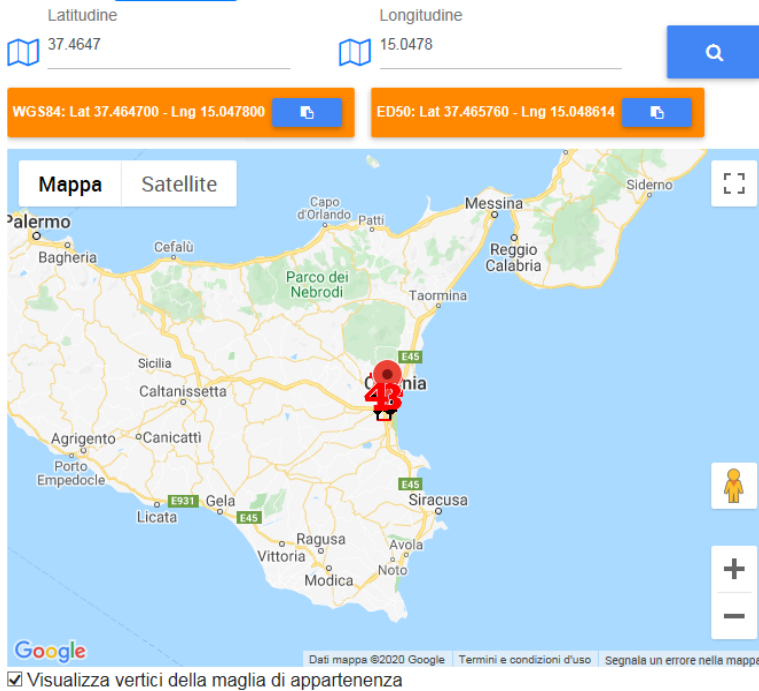 Latitudine Longitudine
37.4647 15.0478
WGS84: Lat 37.464700 - Lng 15.047800 ED50: Lat 37.465760 - Lng 15.048614
Mappa Satellite
Siderno
Capo
d'Orlando
Patti
Messina
Palermo
Bagheria
Cefalù
Reggio
Calabria
Parco dei
Nebrodi
Taormina
E45
Sicilia
Caltanissetta
43
Agrigento
Canicattì
Porto
Empedocle
E45
E931
Gela
Siracusa
Licata
E45
Ragusa
Avola
Vittoria
Noto
Modica
Google
Dati mappa ©2020 Google Termini e condizioni d'uso Segnala un errore nella mappa
Visualizza vertici della maglia di appartenenza